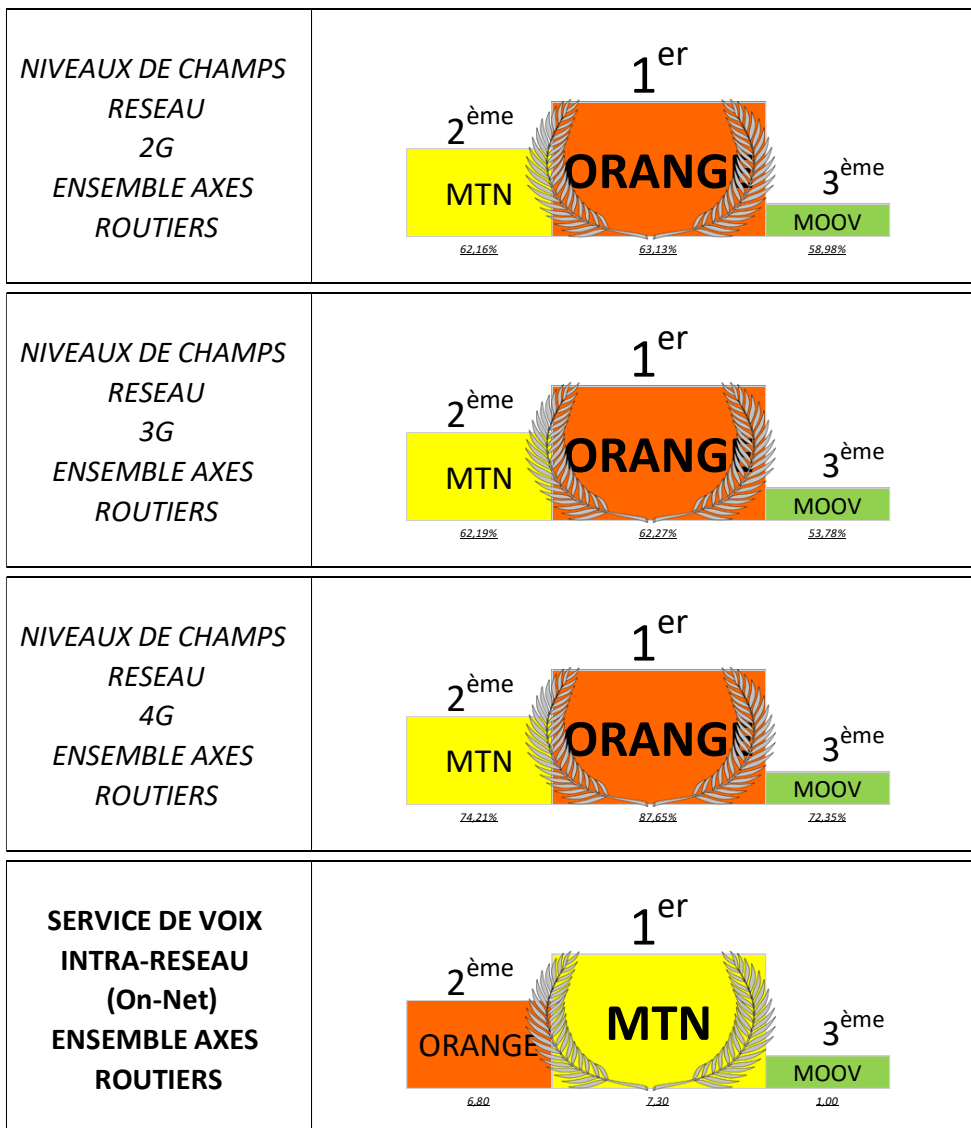 NIVEAUX DE CHAMPS
RESEAU
2G
ENSEMBLE AXES
ROUTIERS
1er
2ème
3ème
MTN
ORANGE
MOOV
62,16% 63,13% 58,98%
NIVEAUX DE CHAMPS
RESEAU
3G
ENSEMBLE AXES
ROUTIERS
1er
2ème
3ème
MTN
ORANGE
MOOV
62,19% 62,27% 53,78%
NIVEAUX DE CHAMPS
RESEAU
4G
ENSEMBLE AXES
ROUTIERS
1er
2ème
3ème
MTN
ORANGE
MOOV
74,21% 87,65% 72,35%
SERVICE DE VOIX
INTRA-RESEAU
(On-Net)
ENSEMBLE AXES
ROUTIERS
1er
2ème
3ème
ORANGE
MTN
MOOV
6,80 7,30 1,00